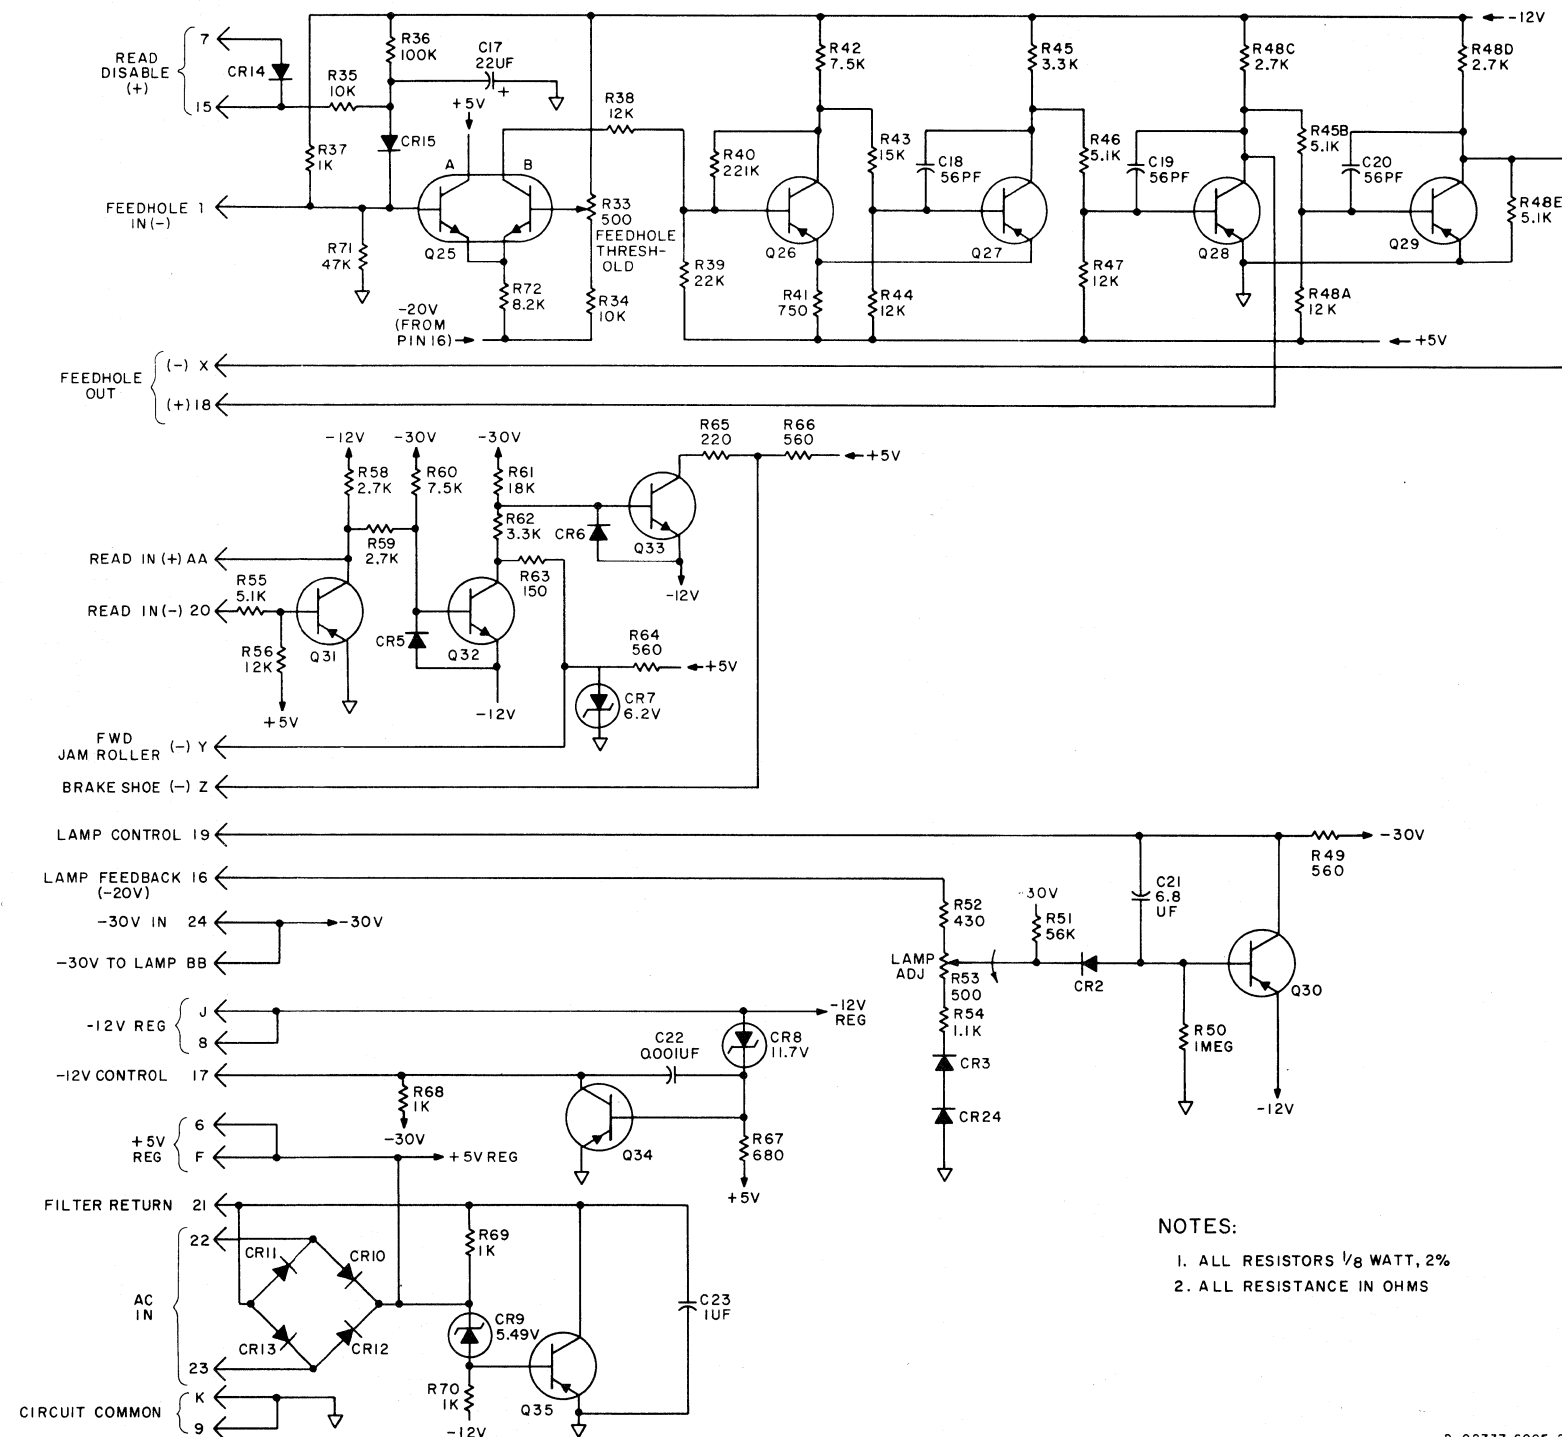 READ
DISABLE
(+)
7
15
CR14
R35
10K
R36
100K
C17
22UF
+
+5V
R37
1K
CR15
A
B
R38
12K
FEEDHOLE 1
IN (-)
R71
47K
Q25
R72
8.2K
R33
500
FEEDHOLE
THRESH-
OLD
R34
10K
-20V
(FROM
PIN 16)
R40
221K
R39
22K
Q26
R42
7.5K
R41
750
R43
15K
R44
12K
C18
56PF
Q27
R45
3.3K
R46
5.1K
R47
12K
C19
56PF
Q28
R48C
2.7K
R45B
5.1K
R48A
12K
C20
56PF
Q29
R48D
2.7K
R48E
5.1K
-12V
+5V
FEEDHOLE
OUT
(-) X
(+) 18
-12V
-30V
-30V
R58
2.7K
R60
7.5K
R61
18K
R59
2.7K
R62
3.3K
R63
150
CR6
Q33
-12V
R65
220
R66
560
+5V
READ IN (+) AA
READ IN (-) 20
R55
5.1K
R56
12K
+5V
Q31
CR5
Q32
-12V
R64
560
+5V
CR7
6.2V
FWD
JAM ROLLER (-) Y
BRAKE SHOE (-) Z
LAMP CONTROL 19
LAMP FEEDBACK 16
(-20V)
-30V IN 24
-30V
-30V TO LAMP BB
R49
560
-30V
C21
6.8
UF
-30V
R51
56K
R52
430
LAMP
ADJ
R53
500
R54
1.1K
CR3
CR24
CR2
R50
1MEG
Q30
-12V
-12V REG
J
8
-12V
REG
CR8
11.7V
C22
0.001UF
-12V CONTROL 17
R68
1K
-30V
Q34
R67
680
+5V
+5V
REG
6
F
+5V REG
FILTER RETURN 21
AC
IN
22
23
CR11
CR10
CR13
CR12
R69
1K
CR9
5.49V
R70
1K
-12V
Q35
C23
1UF
CIRCUIT COMMON
K
9
NOTES:
1. ALL RESISTORS 1/8 WATT, 2%
2. ALL RESISTANCE IN OHMS